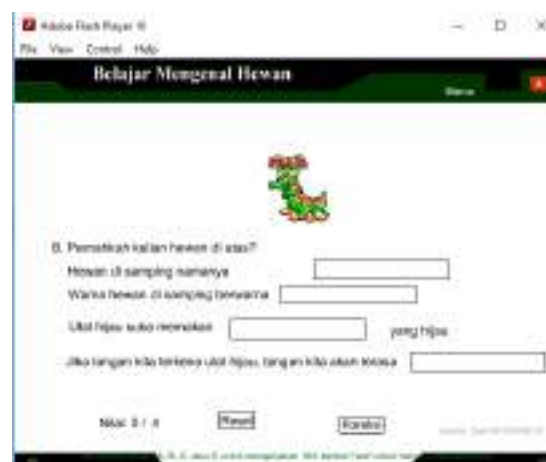 Adobe Flash Player
File View Control Help
Belajar Mengenal Hewan
Menu
X
B. Pernahkah kalian hewan di atas?
Hewan di samping namanya
Warna hewan di samping berwarna
Ulat hijau suka memakan yang hijau
Jika tangan kita terkena ulat hijau, tangan kita akan terasa
Nilai: 0 / 4 Reset Koreksi